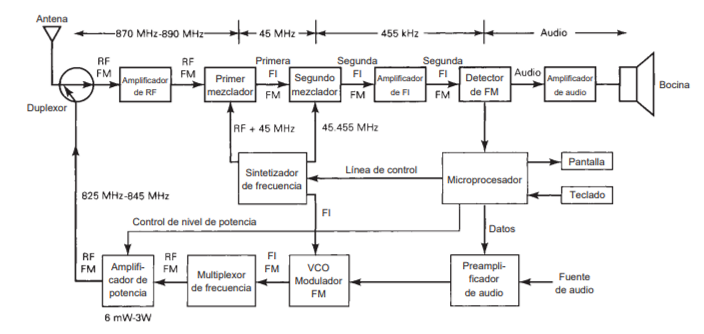 Antena
870 MHz-890 MHz
45 MHz
455 kHz
Audio
RF
FM
Amplificador
de RF
RF
FM
Primer
mezclador
Primera
FI
FM
Segundo
mezclador
Segunda
FI
FM
Amplificador
de FI
Segunda
FI
FM
Detector
de FM
Audio
Amplificador
de audio
Bocina
Duplexor
RF + 45 MHz
45.455 MHz
Sintetizador
de frecuencia
Línea de control
Microprocesador
Pantalla
Teclado
825 MHz-845 MHz
FI
Control de nivel de potencia
Datos
RF
FM
Amplifi-
cador de
potencia
RF
FM
Multiplexor
de frecuencia
FI
FM
VCO
Modulador
FM
Preampli-
ficador
de audio
Fuente
de audio
6 mW-3W